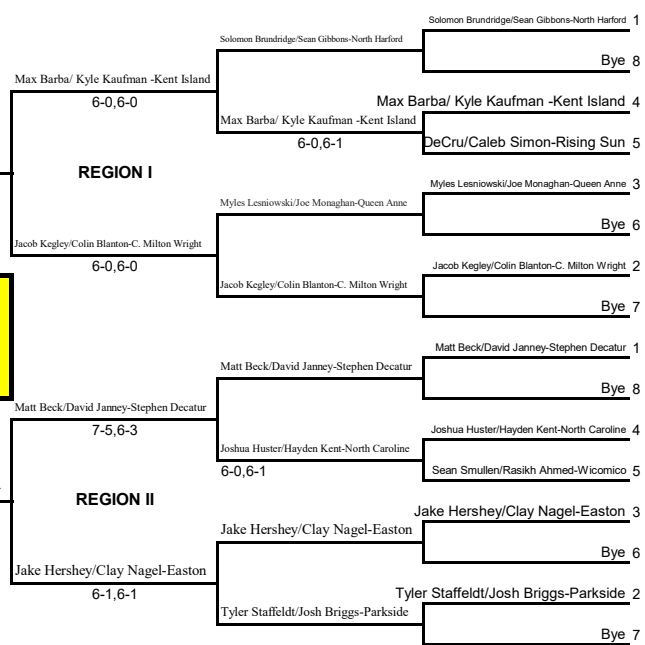 Solomon Brundridge/Sean Gibbons-North Harford 1
Solomon Brundridge/Sean Gibbons-North Harford
Bye 8
Max Barba/ Kyle Kaufman -Kent Island
6-0,6-0
Max Barba/ Kyle Kaufman -Kent Island 4
Max Barba/ Kyle Kaufman -Kent Island
6-0,6-1
DeCru/Caleb Simon-Rising Sun 5
REGION I
Myles Lesniowski/Joe Monaghan-Queen Anne 3
Myles Lesniowski/Joe Monaghan-Queen Anne
Bye 6
Jacob Kegley/Colin Blanton-C. Milton Wright
6-0,6-0
Jacob Kegley/Colin Blanton-C. Milton Wright 2
Jacob Kegley/Colin Blanton-C. Milton Wright
Bye 7
Matt Beck/David Janney-Stephen Decatur 1
Matt Beck/David Janney-Stephen Decatur
Bye 8
Matt Beck/David Janney-Stephen Decatur
7-5,6-3
Joshua Huster/Hayden Kent-North Caroline 4
Joshua Huster/Hayden Kent-North Caroline
6-0,6-1
Sean Smullen/Rasikh Ahmed-Wicomico 5
REGION II
Jake Hershey/Clay Nagel-Easton 3
Jake Hershey/Clay Nagel-Easton
Bye 6
Jake Hershey/Clay Nagel-Easton
6-1,6-1
Tyler Staffeldt/Josh Briggs-Parkside 2
Tyler Staffeldt/Josh Briggs-Parkside
Bye 7